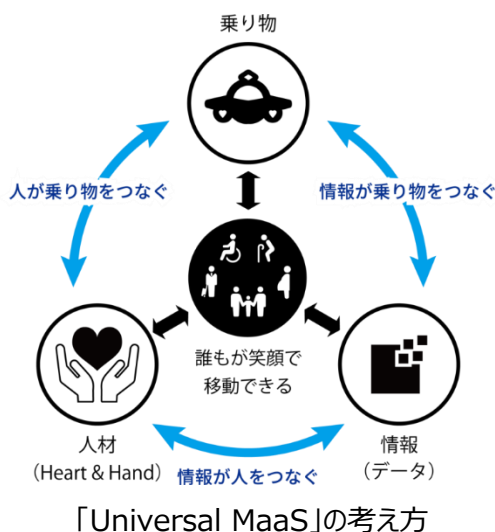 乗り物
人が乗り物をつなぐ
情報が乗り物をつなぐ
誰もが笑顔で
移動できる
人材
（Heart & Hand）
情報
（データ）
情報が人をつなぐ
「Universal MaaS」の考え方